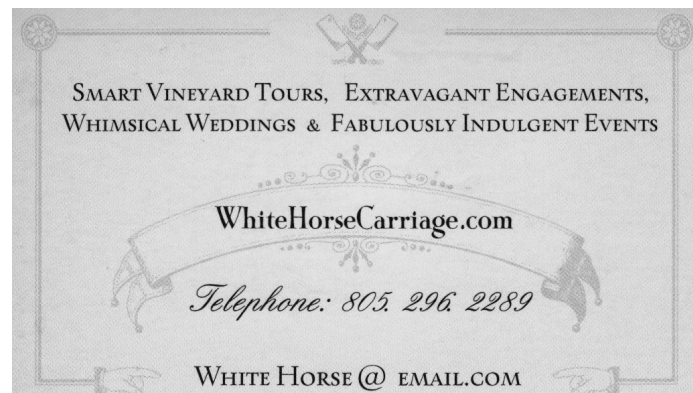 Smart Vineyard Tours, Extravagant Engagements,
Whimsical Weddings & Fabulously Indulgent Events
WhiteHorseCarriage.com
Telephone: 805. 296. 2289
White Horse @ email.com